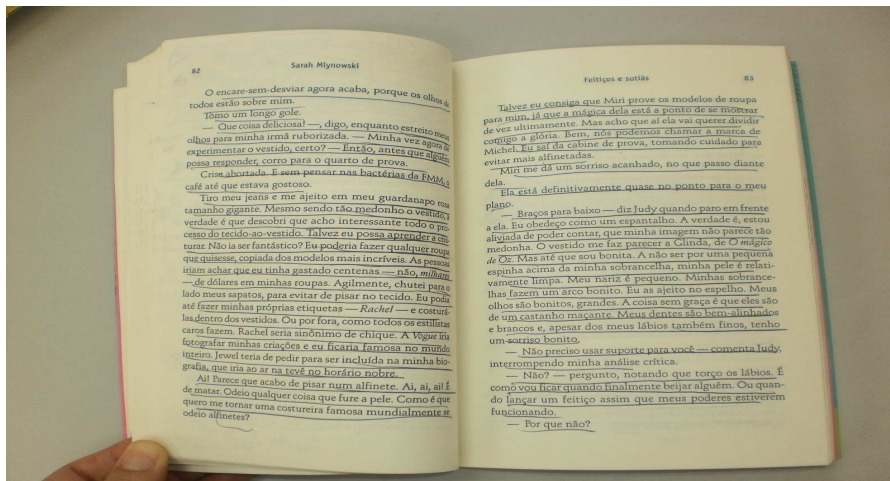 82
Sarah Mlynowski
O encare-sem-desviar agora acaba, porque os olhos de
todos estão sobre mim.
Tomo um longo gole.
— Que coisa deliciosa! —, digo, enquanto estreito meus
olhos para minha irmã ruborizada. — Minha vez agora de
experimentar o vestido, certo? — Então, antes que alguém
possa responder, corro para o quarto de prova.
Crise abortada. E sem pensar nas bactérias da FMM, o
café até que estava gostoso.
Tiro meu jeans e me ajeito em meu guardanapo rosa
tamanho gigante. Mesmo sendo tão medonho o vestido, a
verdade é que descobri que acho interessante todo o pro-
cesso do tecido-ao-vestido. Talvez eu possa aprender a cos-
turar. Não ia ser fantástico? Eu poderia fazer qualquer roupa
que quisesse, copiada dos modelos mais incríveis. As pessoas
iriam achar que eu tinha gastado centenas — não, milhares
— de dólares em minhas roupas. Agilmente, chutei para o
lado meus sapatos, para evitar de pisar no tecido. Eu podia
até fazer minhas próprias etiquetas — Rachel — e costurá-
las dentro dos vestidos. Ou por fora, como todos os estilistas
caros fazem. Rachel seria sinônimo de chique. A Vogue iria
fotografar minhas criações e eu ficaria famosa no mundo
inteiro. Jewel teria de pedir para ser incluída na minha bio-
grafia, que iria ao ar na tevê no horário nobre.
Ai! Parece que acabo de pisar num alfinete. Ai, ai, ai! É
de matar. Odeio qualquer coisa que fure a pele. Como é que
quero me tornar uma costureira famosa mundialmente se
odeio alfinetes?
Feitiços e sutiãs
83
Talvez eu consiga que Miri prove os modelos de roupa
para mim, já que a mágica dela está a ponto de se mostrar
de vez ultimamente. Mas acho que aí ela vai querer dividir
comigo a glória. Bem, nós podemos chamar a marca de
Michel. Eu saí da cabine de prova, tomando cuidado para
evitar mais alfinetadas.
Miri me dá um sorriso acanhado, no que passo diante
dela.
Ela está definitivamente quase no ponto para o meu
plano.
— Braços para baixo — diz Judy quando paro em frente
a ela. Eu obedeço como um espantalho. A verdade é, estou
aliviada de poder contar, que minha imagem não parece tão
medonha. O vestido me faz parecer a Glinda, de O mágico
de Oz. Mas até que sou bonita. A não ser por uma pequena
espinha acima da minha sobrancelha, minha pele é relati-
vamente limpa. Meu nariz é pequeno. Minhas sobrance-
lhas fazem um arco bonito. Eu as ajeito no espelho. Meus
olhos são bonitos, grandes. A coisa sem graça é que eles são
de um castanho maçante. Meus dentes são bem-alinhados
e brancos e, apesar dos meus lábios também finos, tenho
um sorriso bonito.
— Não preciso usar suporte para você — comenta Judy,
interrompendo minha análise crítica.
— Não? — pergunto, notando que torço os lábios. É
como vou ficar quando finalmente beijar alguém. Ou quan-
do lançar um feitiço assim que meus poderes estiverem
funcionando.
— Por que não?